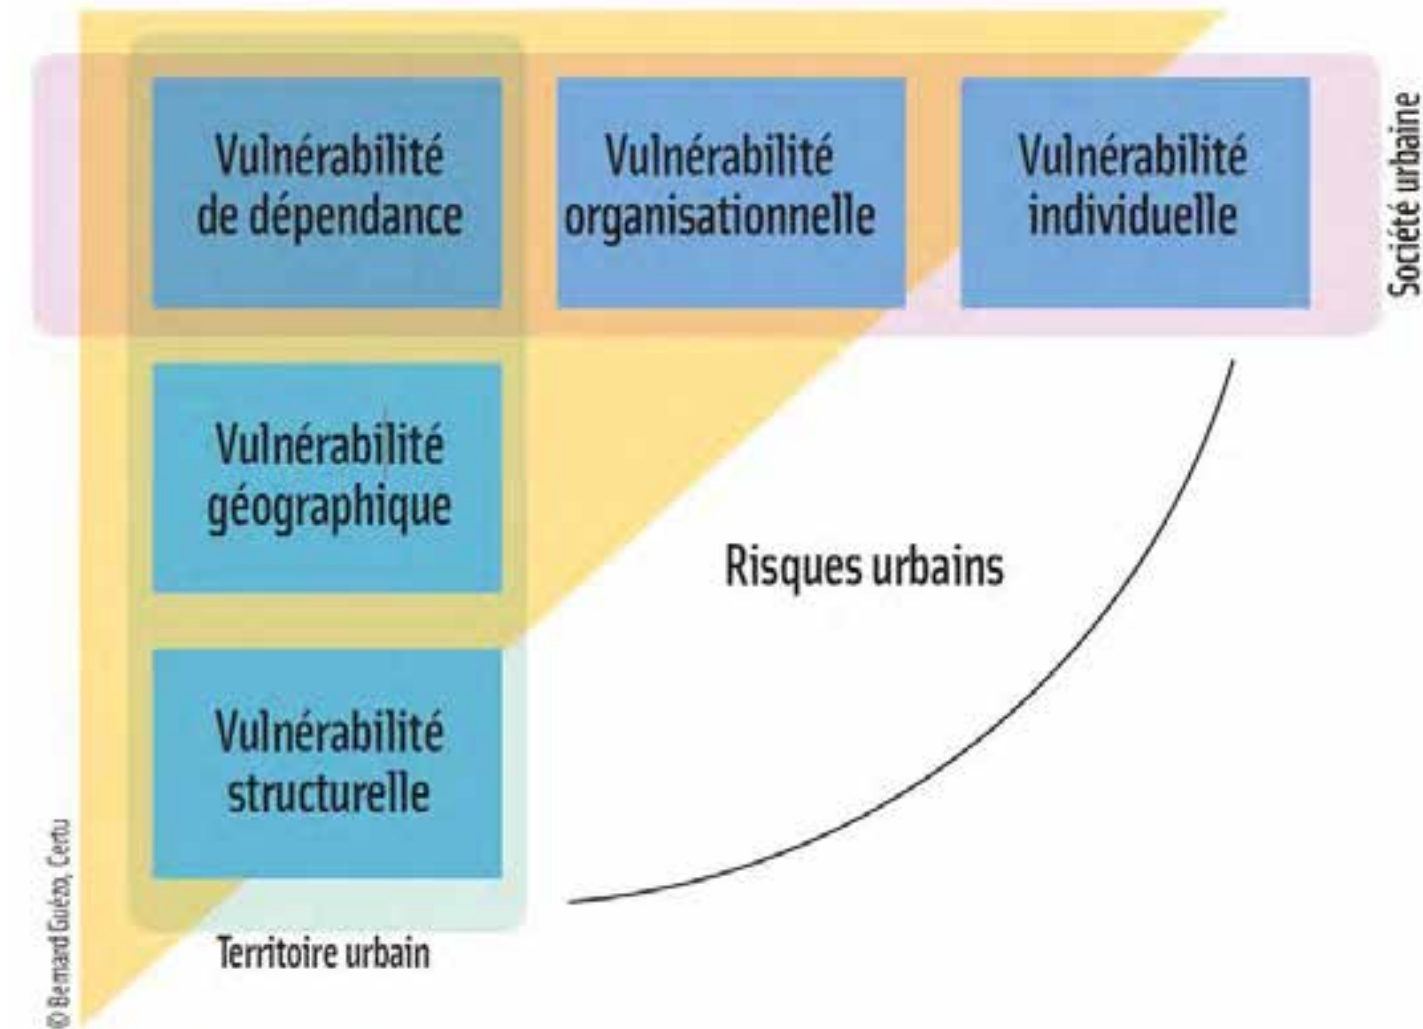 Vulnérabilité
de dépendance
Vulnérabilité
organisationnelle
Vulnérabilité
individuelle
Société urbaine
Vulnérabilité
géographique
Risques urbains
Vulnérabilité
structurelle
Territoire urbain
© Bernard Guézo, Certu